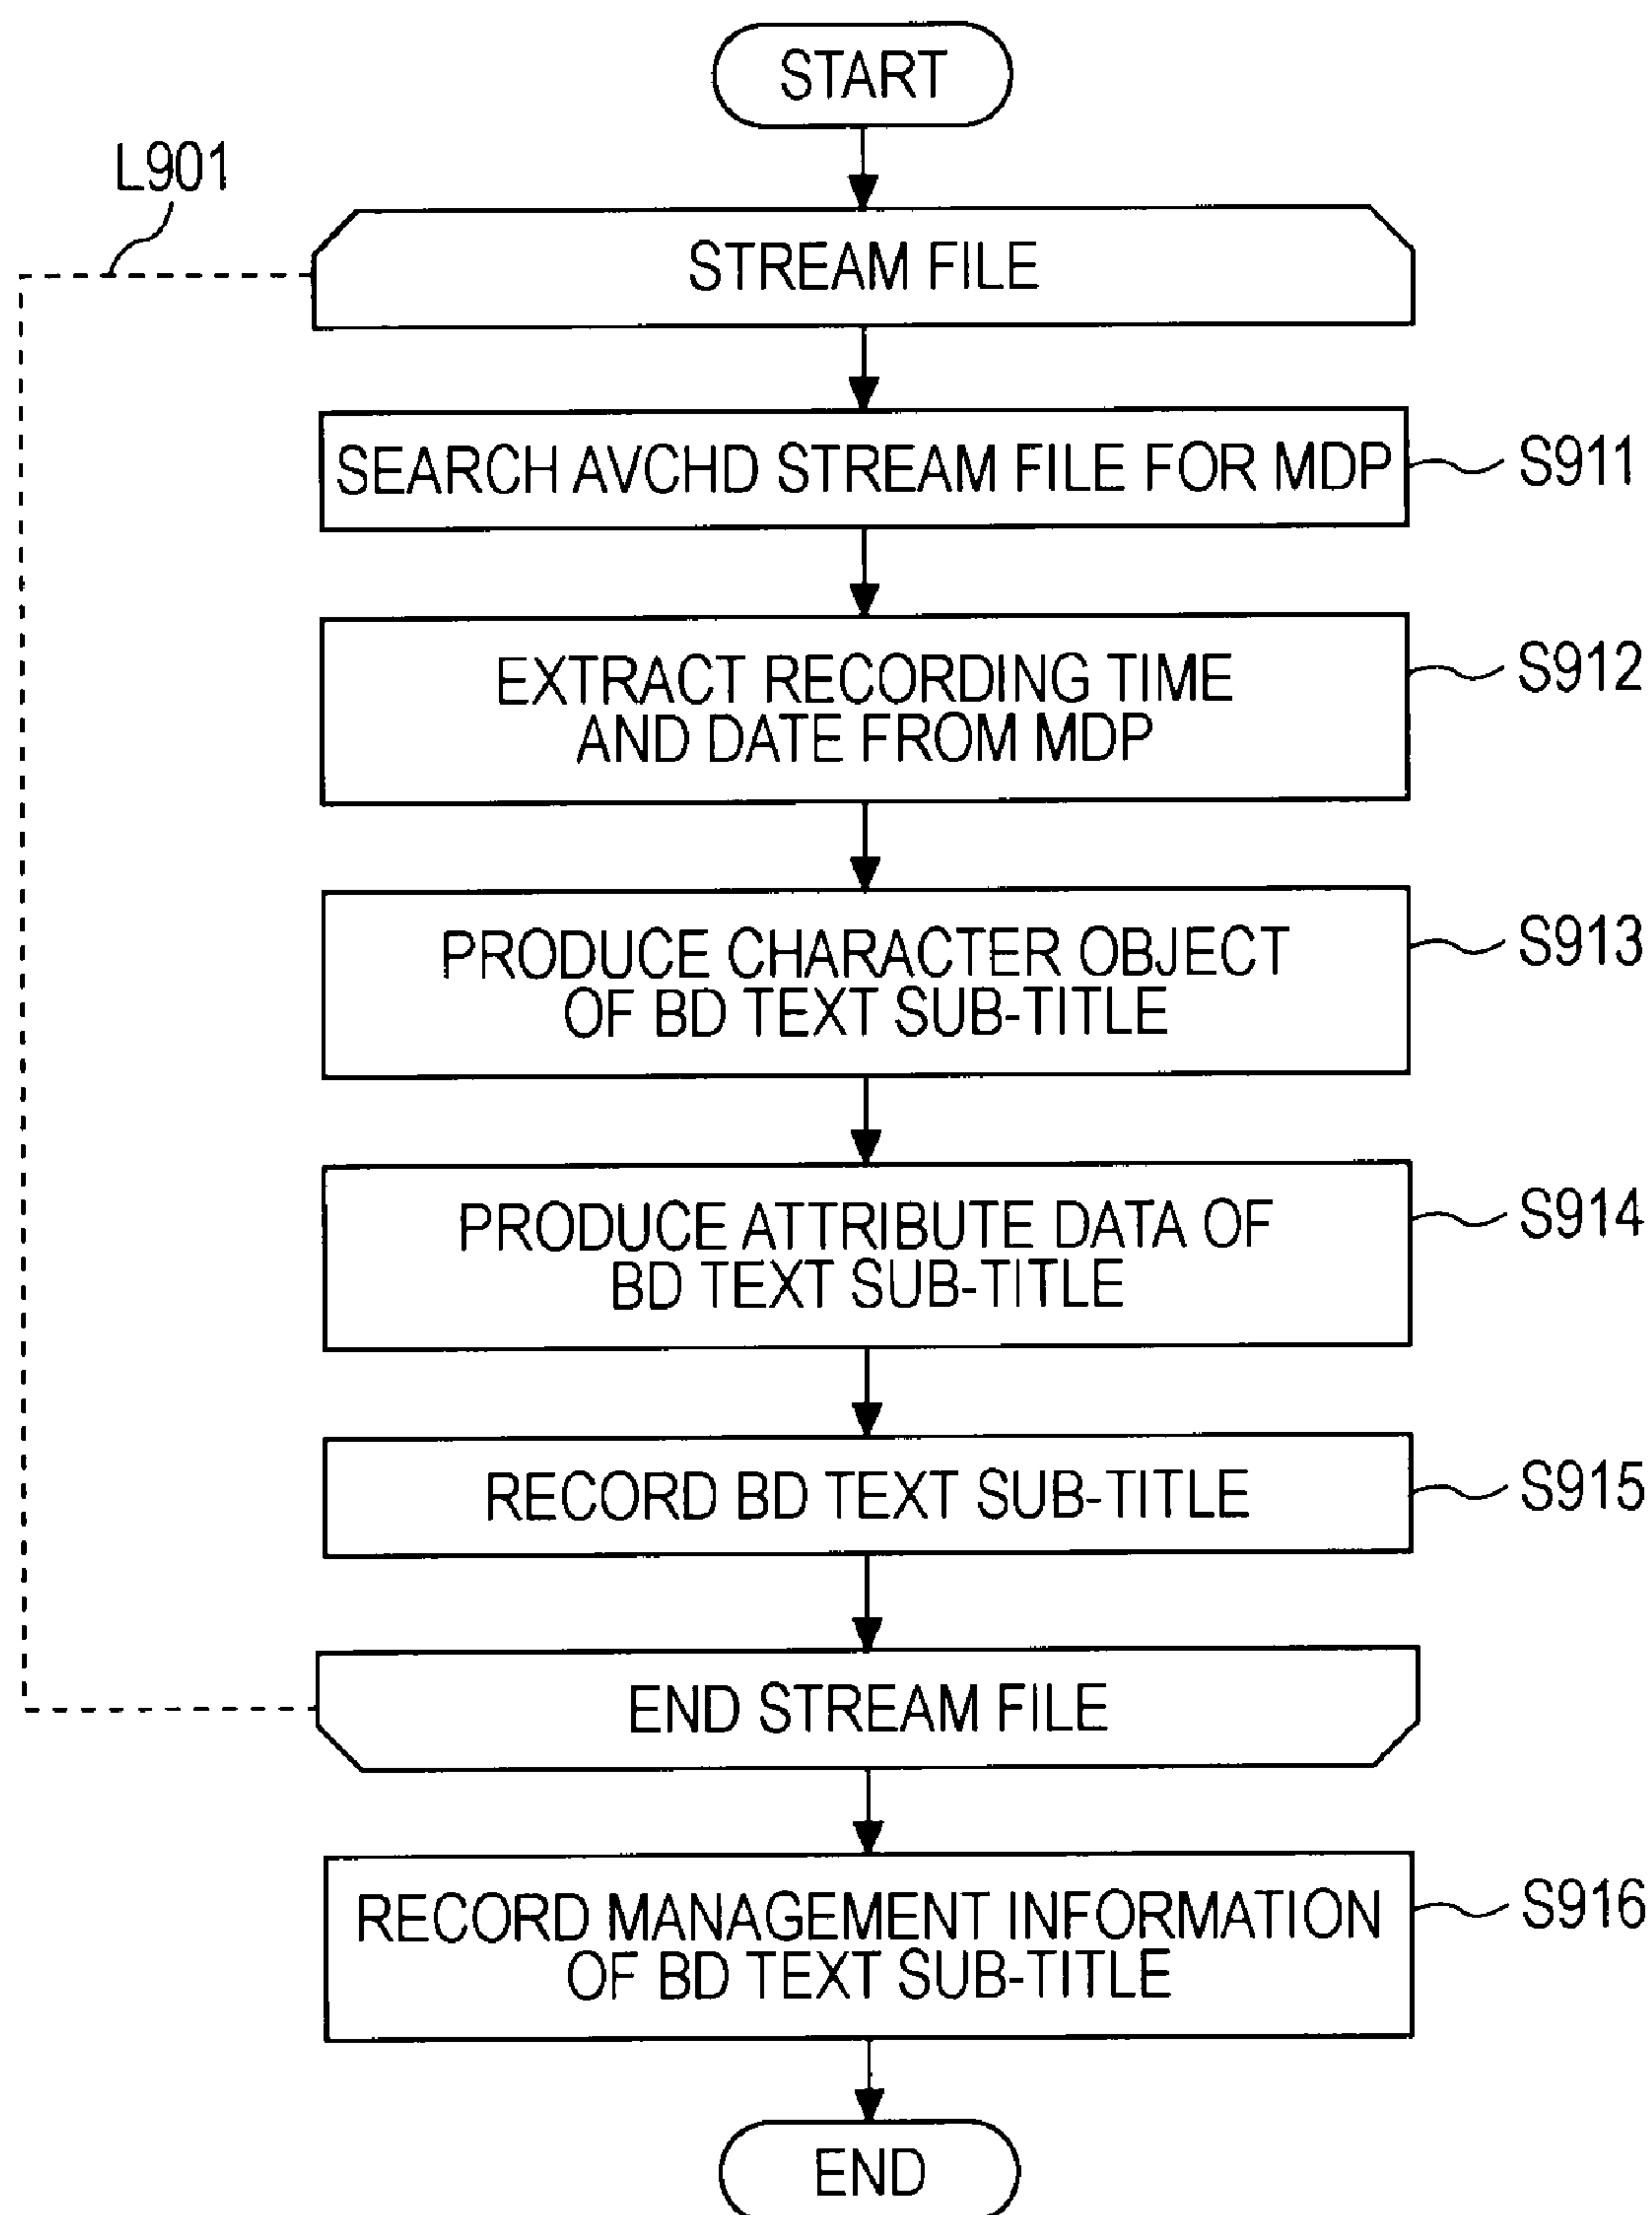 START
L901
STREAM FILE
SEARCH AVCHD STREAM FILE FOR MDP
S911
EXTRACT RECORDING TIME
AND DATE FROM MDP
S912
PRODUCE CHARACTER OBJECT
OF BD TEXT SUB-TITLE
S913
PRODUCE ATTRIBUTE DATA OF
BD TEXT SUB-TITLE
S914
RECORD BD TEXT SUB-TITLE
S915
END STREAM FILE
RECORD MANAGEMENT INFORMATION
OF BD TEXT SUB-TITLE
S916
END